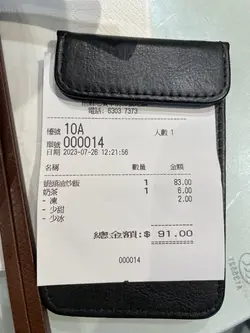 電話: 6303 7373
檯號 10A 人數 1
單號 000014
日期 2023-07-26 12:21:56
名稱 數量 金額
炒飯 1 83.00
奶茶 1 6.00
- 凍 2.00
- 少甜
- 少冰
總金額:$ 91.00
000014